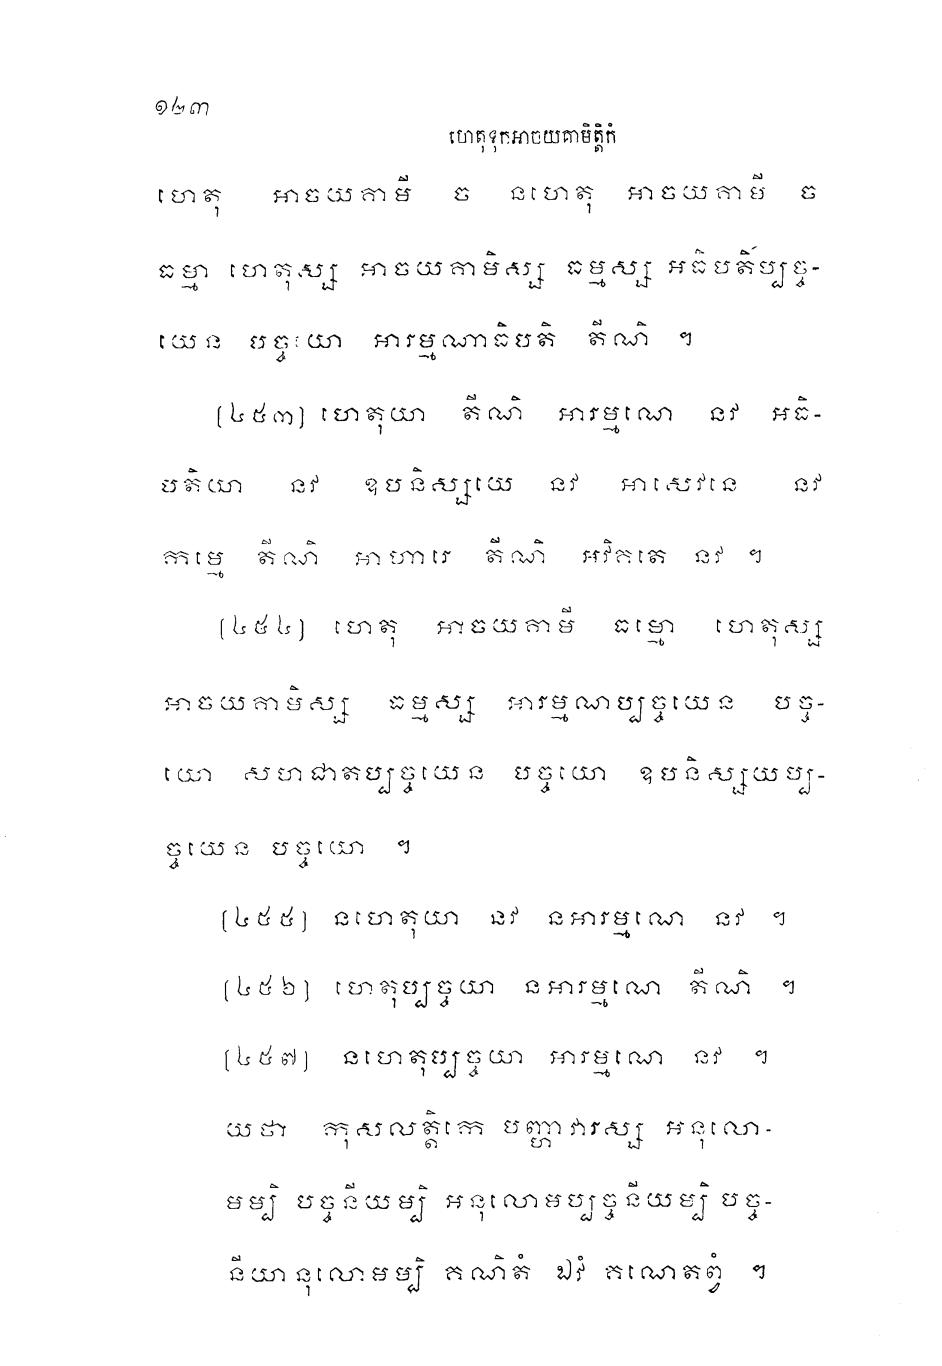 ១២៣
ហេតុទុកអាចយគាមិត្តិកំ
ហេតុ អាចយគាមី ច នហេតុ អាចយគាមី ច
ធម្មា ហេតុស្ស អាចយគាមិស្ស ធម្មស្ស អធិបតិប្បច្ច-
យេន បច្ចយា អារម្មណាធិបតិ តីណិ ។
(៤៥៣) ហេតុយា តីណិ អារម្មណេ នវ អធិ-
បតិយា នវ ឧបនិស្សយេ នវ អាសេវនេ នវ
កម្មេ តីណិ អាហារេ តីណិ អវិគតេ នវ ។
(៤៥៤) ហេតុ អាចយគាមី ធម្មោ ហេតុស្ស
អាចយគាមិស្ស ធម្មស្ស អារម្មណប្បច្ចយេន បច្ច-
យោ សហជាតប្បច្ចយេន បច្ចយោ ឧបនិស្សយប្ប-
ច្ចយេន បច្ចយោ ។
(៤៥៥) នហេតុយា នវ នអារម្មណេ នវ ។
(៤៥៦) ហេតុប្បច្ចយា នអារម្មណេ តីណិ ។
(៤៥៧) នហេតុប្បច្ចយា អារម្មណេ នវ ។
យថា កុសលត្តិកេ បញ្ហាវារស្ស អនុលោ-
មម្បិ បច្ចនីយម្បិ អនុលោមប្បច្ចនីយម្បិ បច្ច-
នីយានុលោមម្បិ គណិតំ ឯវំ គណេតព្វំ ។